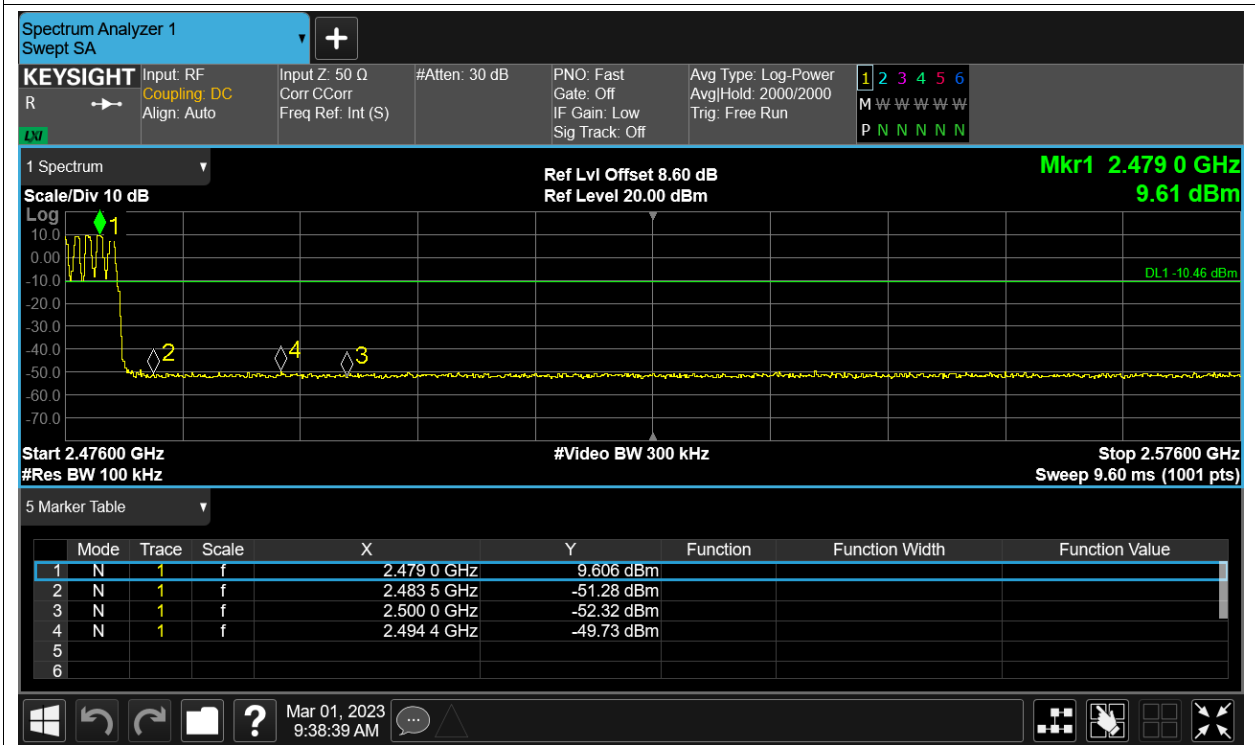 Spectrum Analyzer 1
Swept SA
KEYSIGHT Input: RF Input Z: 50 Ω #Atten: 30 dB PNO: Fast Avg Type: Log-Power 1 2 3 4 5 6
R Coupling: DC Corr CCorr Gate: Off Avg|Hold: 2000/2000 M W W W W W
Align: Auto Freq Ref: Int (S) IF Gain: Low Trig: Free Run
LXI Sig Track: Off P N N N N N
1 Spectrum Ref Lvl Offset 8.60 dB Mkr1 2.479 0 GHz
Scale/Div 10 dB Ref Level 20.00 dBm 9.61 dBm
Log
1
10.0
0.00
-10.0 DL1 -10.46 dBm
-20.0
-30.0
-40.0 2 4 3
-50.0
-60.0
-70.0
Start 2.47600 GHz #Video BW 300 kHz Stop 2.57600 GHz
#Res BW 100 kHz Sweep 9.60 ms (1001 pts)
5 Marker Table
Mode Trace Scale X Y Function Function Width Function Value
1 N 1 f 2.479 0 GHz 9.606 dBm
2 N 1 f 2.483 5 GHz -51.28 dBm
3 N 1 f 2.500 0 GHz -52.32 dBm
4 N 1 f 2.494 4 GHz -49.73 dBm
5
6
? Mar 01, 2023
9:38:39 AM